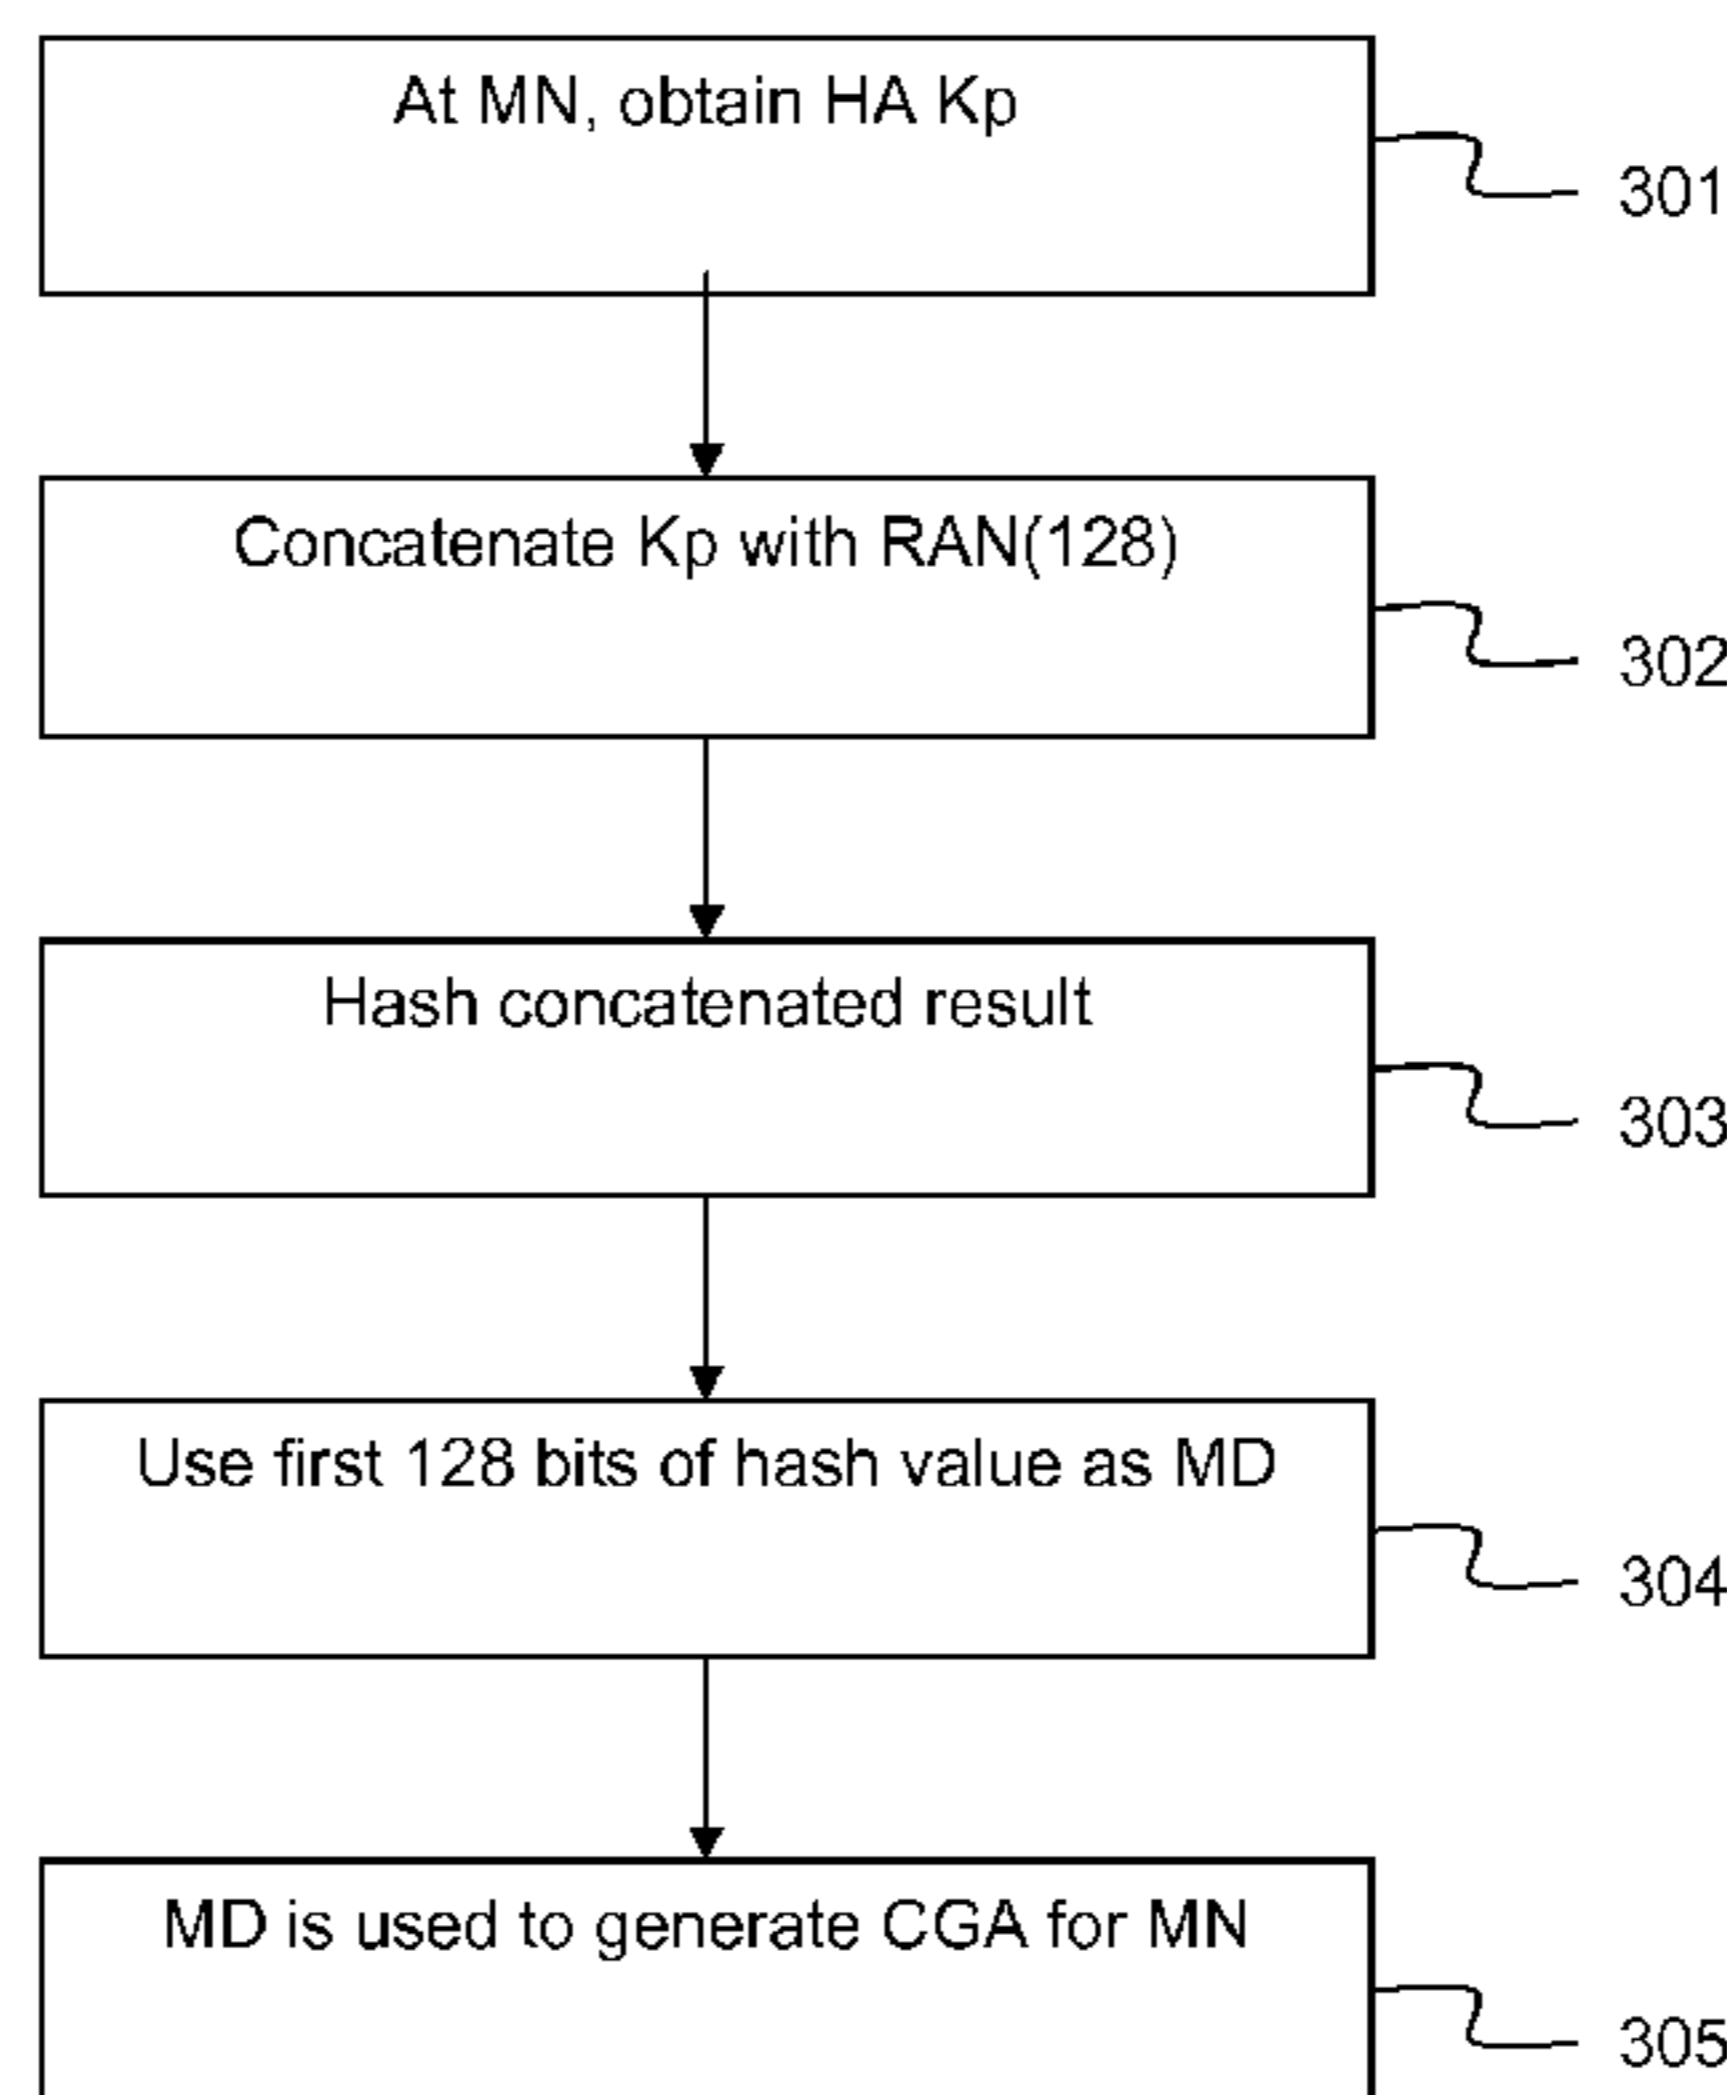 At MN, obtain HA Kp
301
Concatenate Kp with RAN(128)
302
Hash concatenated result
303
Use first 128 bits of hash value as MD
304
MD is used to generate CGA for MN
305